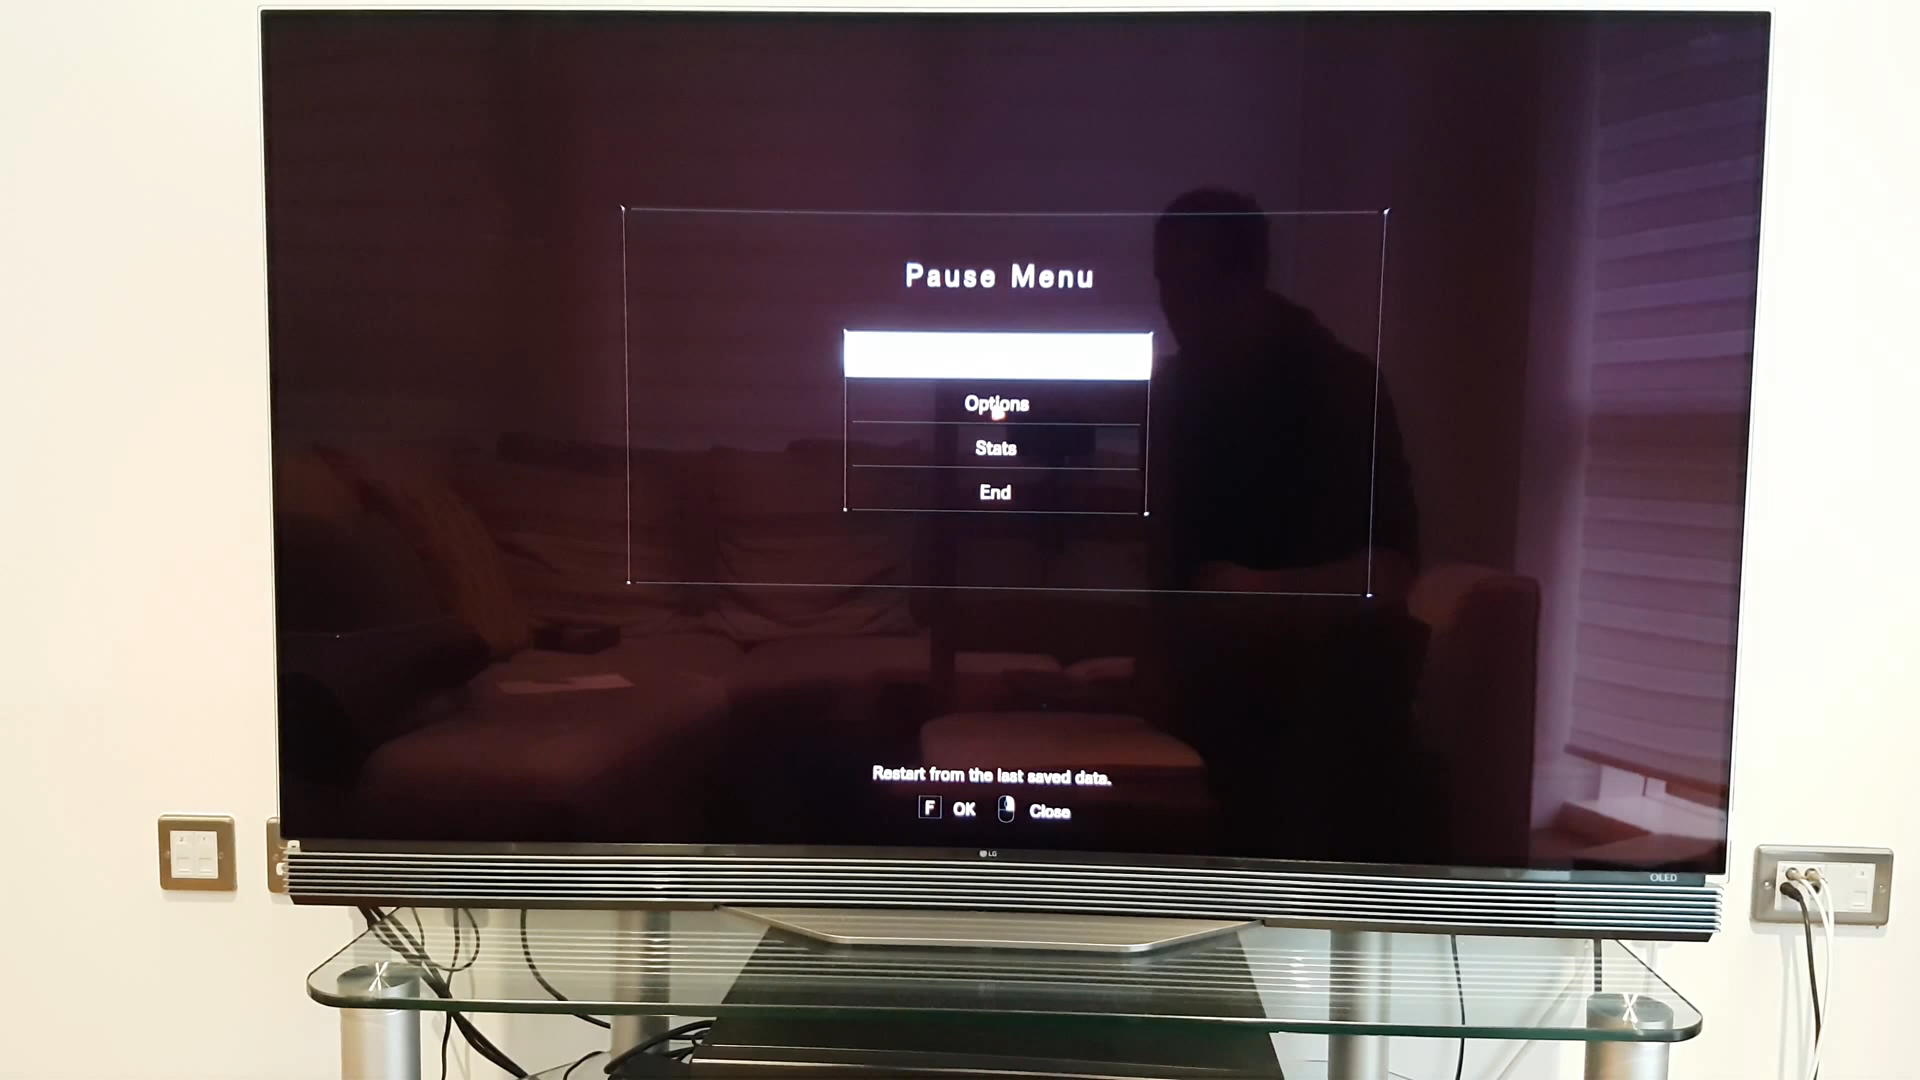 Pause Menu
Options
Stats
End
Restart from the last saved data.
F OK Close
LG
OLED